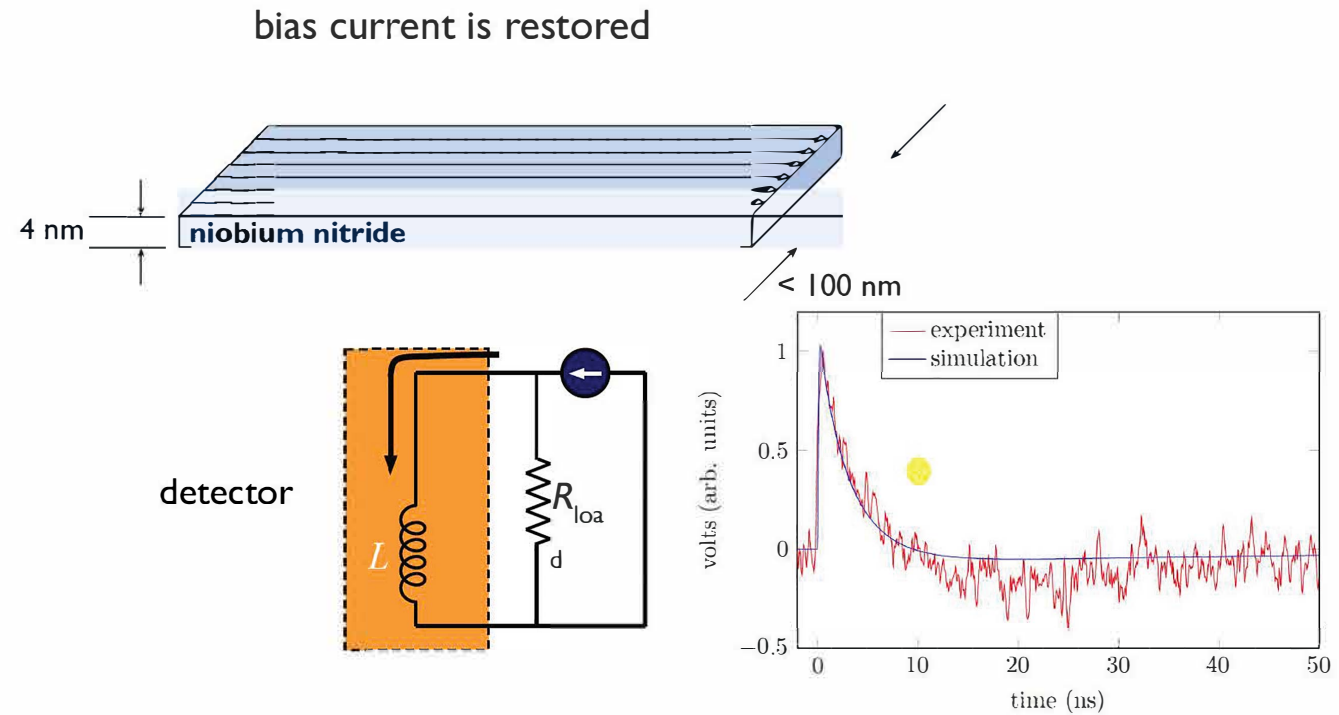 bias current is restored
4 nm
niobium nitride
< 100 nm
detector
L
R
loa
d
experiment
simulation
volts (arb. units)
1
0.5
0
−0.5
0
10
20
30
40
50
time (ns)